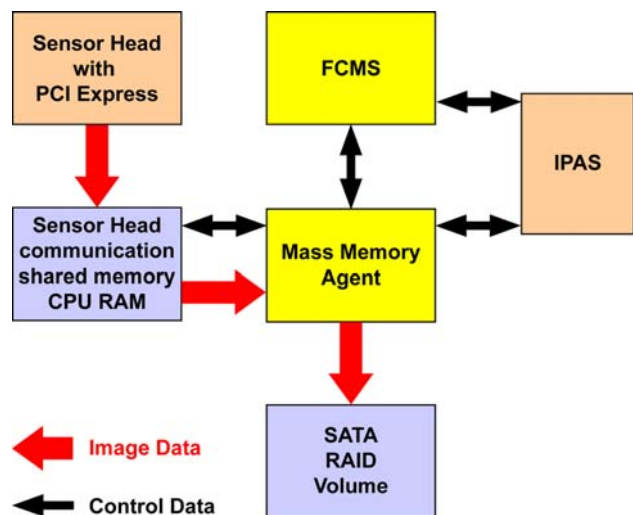 Sensor Head
with
PCI Express
FCMS
IPAS
Sensor Head
communication
shared memory
CPU RAM
Mass Memory
Agent
SATA
RAID
Volume
Image Data
Control Data